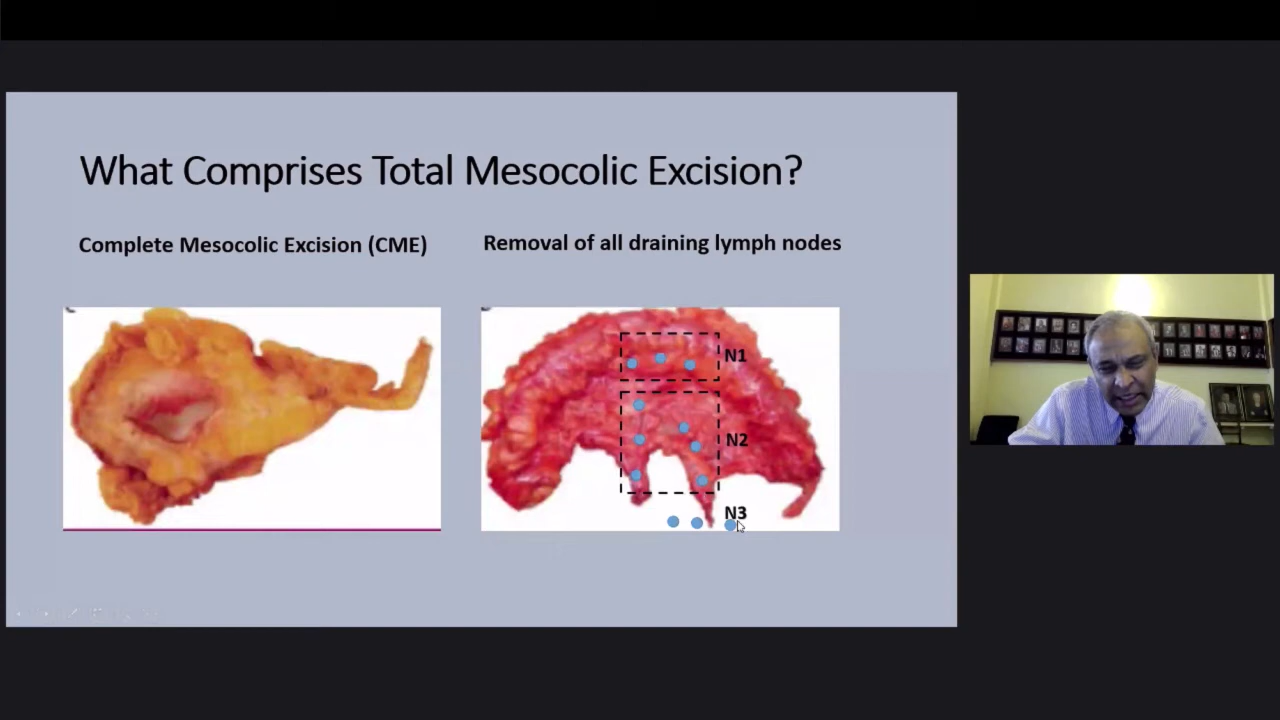 What Comprises Total Mesocolic Excision?
Complete Mesocolic Excision (CME)
Removal of all draining lymph nodes
N1
N2
N3